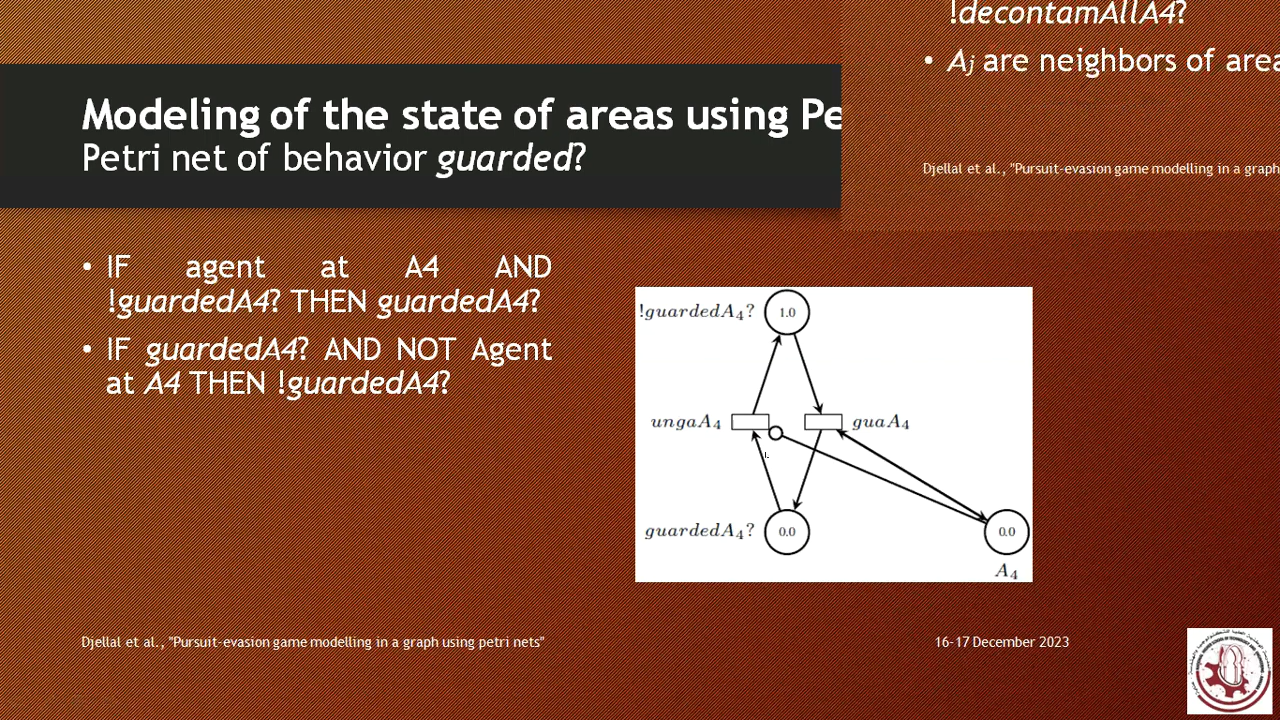 !decontamAllA4?
• Aj are neighbors of area
Djellal et al., "Pursuit-evasion game modelling in a graph
Modeling of the state of areas using Pe
Petri net of behavior guarded?
• IF agent at A4 AND
!guardedA4? THEN guardedA4?
• IF guardedA4? AND NOT Agent
at A4 THEN !guardedA4?
!guardedA₄?
1.0
ungaA₄
guaA₄
guardedA₄?
0.0
0.0
A₄
Djellal et al., "Pursuit-evasion game modelling in a graph using petri nets"
16-17 December 2023